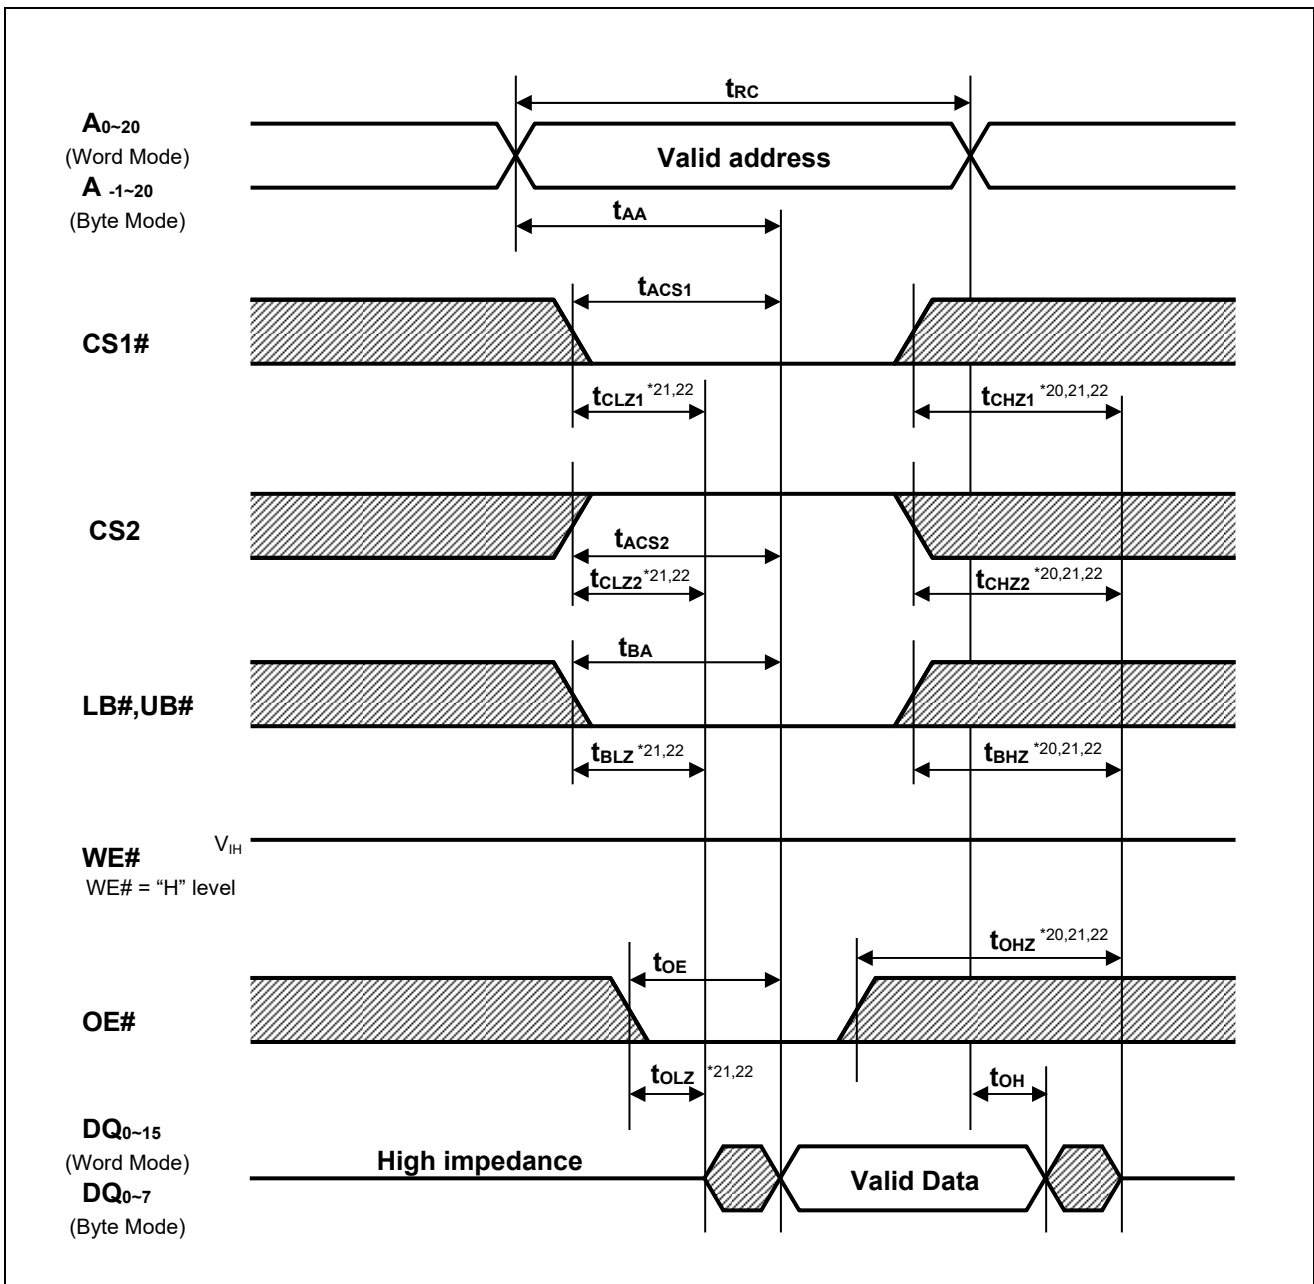 tRC
A0~20
(Word Mode)
Valid address
A -1~20
(Byte Mode)
tAA
tACS1
CS1#
tCLZ1 *21,22
tCHZ1 *20,21,22
CS2
tACS2
tCLZ2 *21,22
tCHZ2 *20,21,22
tBA
LB#,UB#
tBLZ *21,22
tBHZ *20,21,22
VIH
WE#
WE# = “H” level
tOHZ *20,21,22
tOE
OE#
tOLZ *21,22
tOH
DQ0~15
(Word Mode)
High impedance
Valid Data
DQ0~7
(Byte Mode)